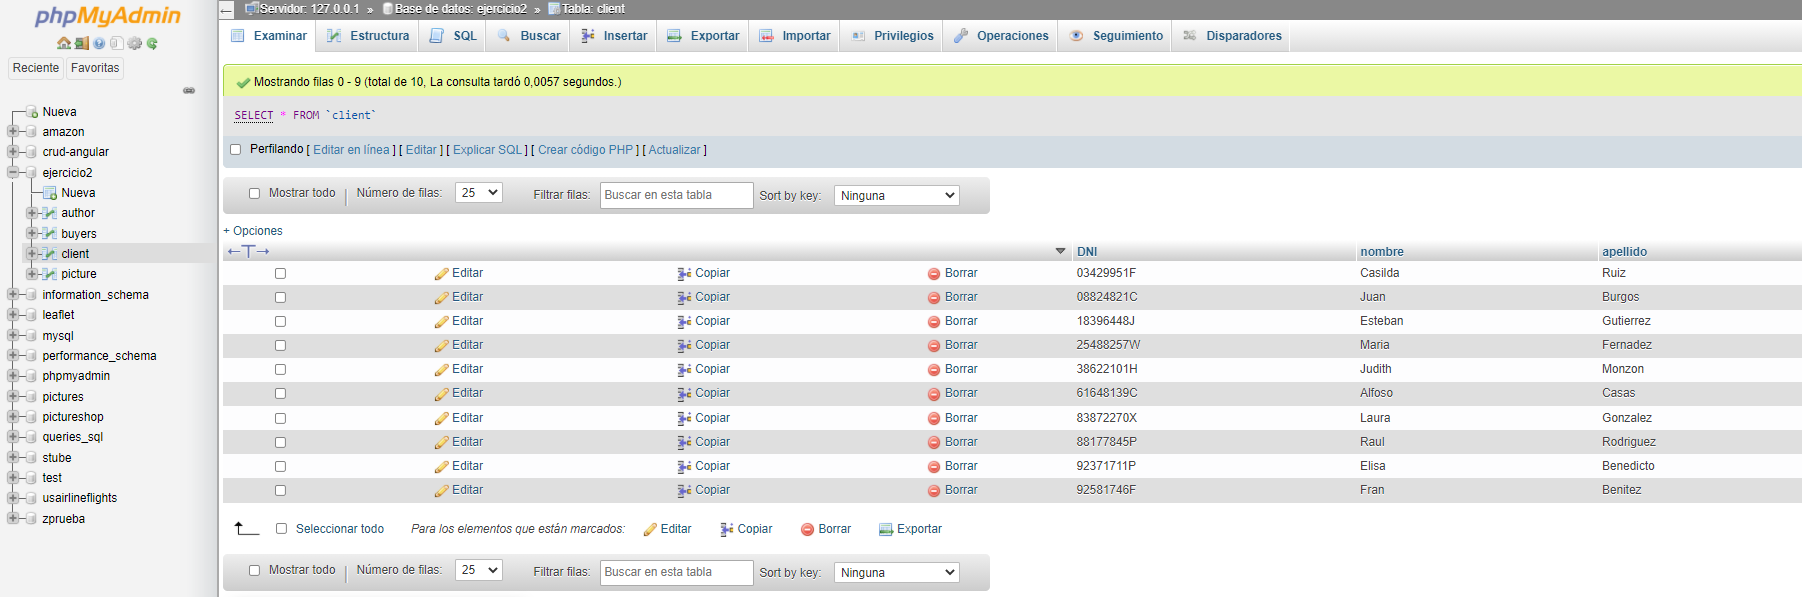 phpMyAdmin
Reciente Favoritas
Nueva
amazon
crud-angular
ejercicio2
Nueva
author
buyers
client
picture
information_schema
leaflet
mysql
performance_schema
phpmyadmin
pictures
pictureshop
queries_sql
stube
test
usairlineflights
zprueba
Servidor: 127.0.0.1 » Base de datos: ejercicio2 » Tabla: client
Examinar Estructura SQL Buscar Insertar Exportar Importar Privilegios Operaciones Seguimiento Disparadores
Mostrando filas 0 - 9 (total de 10, La consulta tardó 0,0057 segundos.)
SELECT * FROM `client`
Perfilando [ Editar en línea ] [ Editar ] [ Explicar SQL ] [ Crear código PHP ] [ Actualizar ]
Mostrar todo | Número de filas: 25 Filtrar filas: Buscar en esta tabla Sort by key: Ninguna
+ Opciones
←T→ DNI nombre apellido
Editar Copiar Borrar 03429951F Casilda Ruiz
Editar Copiar Borrar 08824821C Juan Burgos
Editar Copiar Borrar 18396448J Esteban Gutierrez
Editar Copiar Borrar 25488257W Maria Fernadez
Editar Copiar Borrar 38622101H Judith Monzon
Editar Copiar Borrar 61648139C Alfoso Casas
Editar Copiar Borrar 83872270X Laura Gonzalez
Editar Copiar Borrar 88177845P Raul Rodriguez
Editar Copiar Borrar 92371711P Elisa Benedicto
Editar Copiar Borrar 92581746F Fran Benitez
Seleccionar todo Para los elementos que están marcados: Editar Copiar Borrar Exportar
Mostrar todo | Número de filas: 25 Filtrar filas: Buscar en esta tabla Sort by key: Ninguna